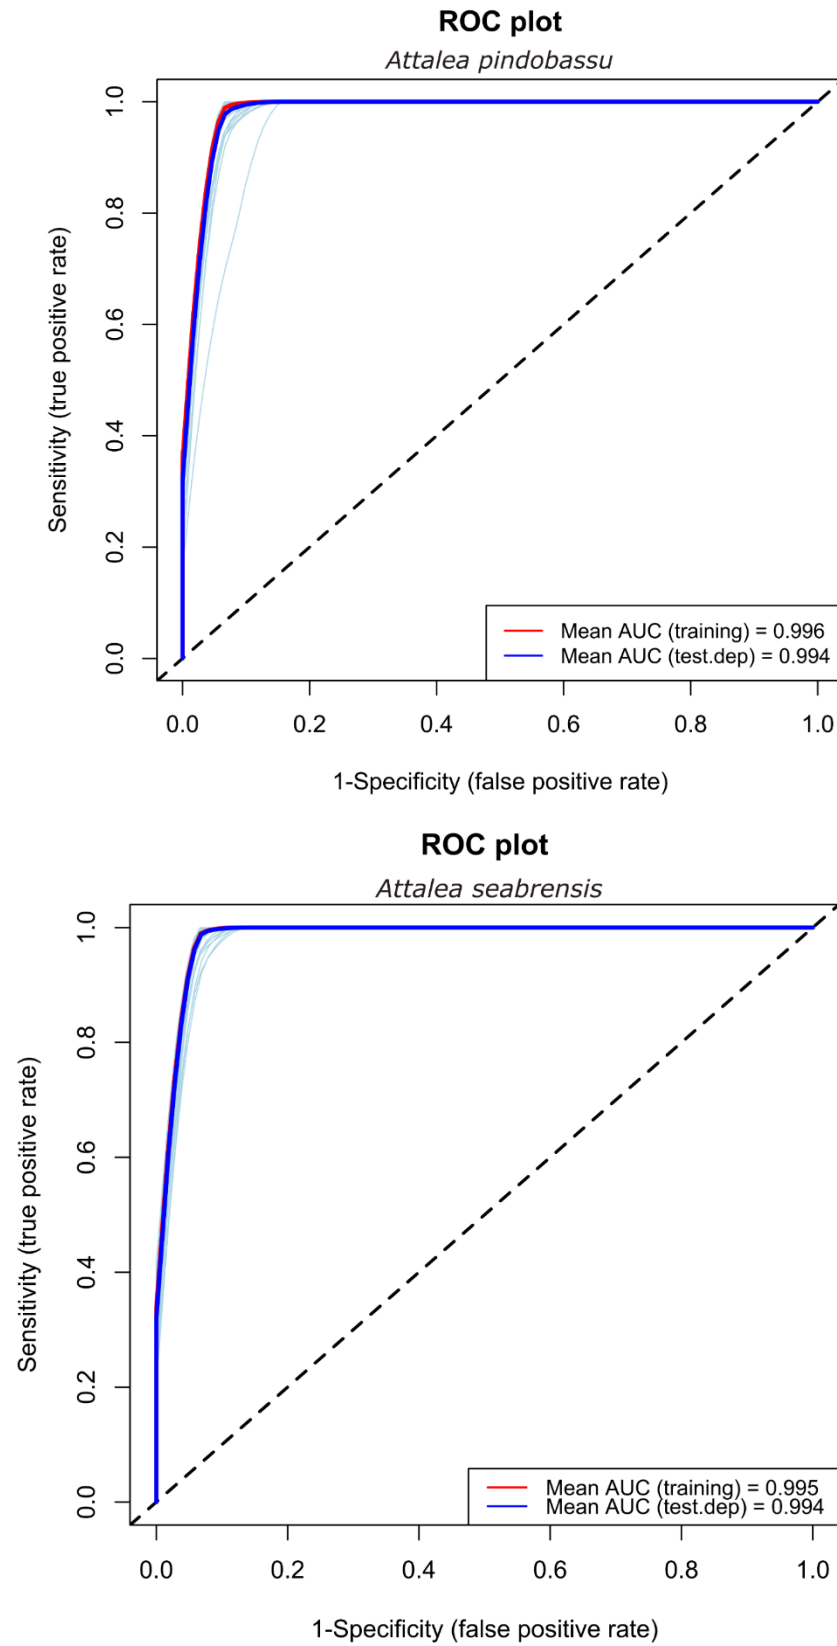 ROC plot
Attalea pindobassu
Sensitivity (true positive rate)
1.0
0.8
0.6
0.4
0.2
0.0
Mean AUC (training) = 0.996
Mean AUC (test.dep) = 0.994
0.0 0.2 0.4 0.6 0.8 1.0
1-Specificity (false positive rate)
ROC plot
Attalea seabrensis
Sensitivity (true positive rate)
1.0
0.8
0.6
0.4
0.2
0.0
Mean AUC (training) = 0.995
Mean AUC (test.dep) = 0.994
0.0 0.2 0.4 0.6 0.8 1.0
1-Specificity (false positive rate)